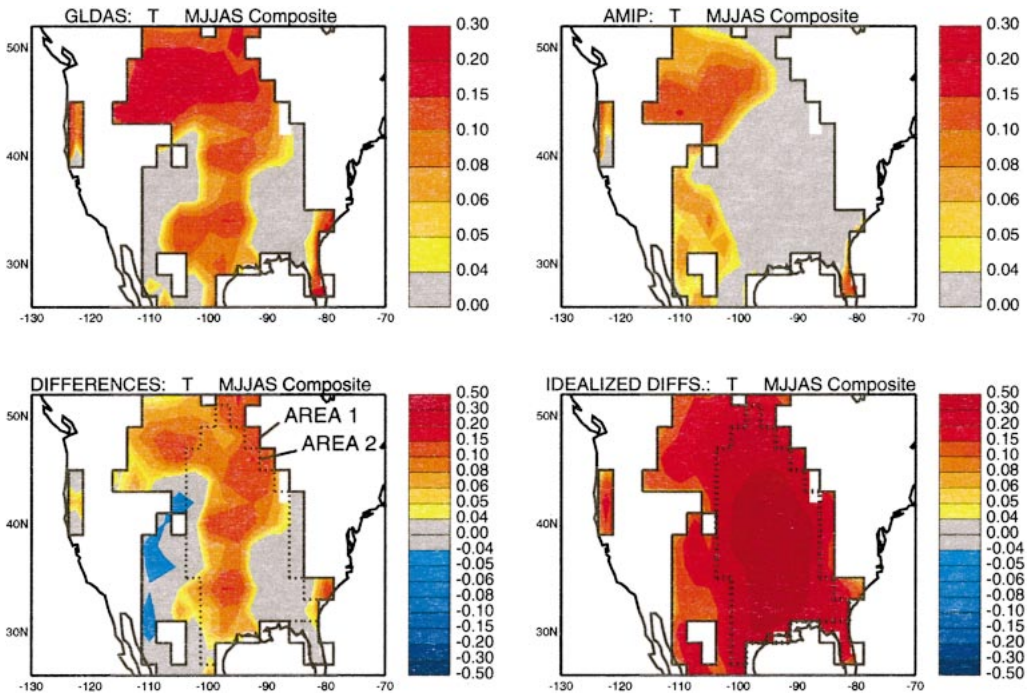 GLDAS: T MJJAS Composite
50N
40N
30N
-130 -120 -110 -100 -90 -80 -70
0.30
0.20
0.15
0.10
0.08
0.06
0.05
0.04
0.00
AMIP: T MJJAS Composite
50N
40N
30N
-130 -120 -110 -100 -90 -80 -70
0.30
0.20
0.15
0.10
0.08
0.06
0.05
0.04
0.00
DIFFERENCES: T MJJAS Composite
AREA 1
AREA 2
50N
40N
30N
-130 -120 -110 -100 -90 -80 -70
0.50
0.30
0.20
0.15
0.10
0.08
0.06
0.05
0.04
0.00
-0.04
-0.05
-0.06
-0.08
-0.10
-0.15
-0.20
-0.30
-0.50
IDEALIZED DIFFS.: T MJJAS Composite
50N
40N
30N
-130 -120 -110 -100 -90 -80 -70
0.50
0.30
0.20
0.15
0.10
0.08
0.06
0.05
0.04
0.00
-0.04
-0.05
-0.06
-0.08
-0.10
-0.15
-0.20
-0.30
-0.50